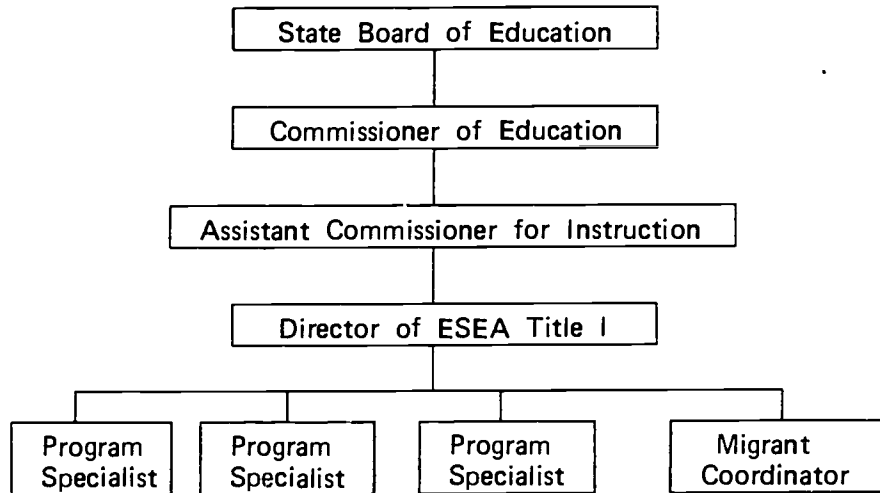 State Board of Education
Commissioner of Education
Assistant Commissioner for Instruction
Director of ESEA Title I
Program
Specialist
Program
Specialist
Program
Specialist
Migrant
Coordinator